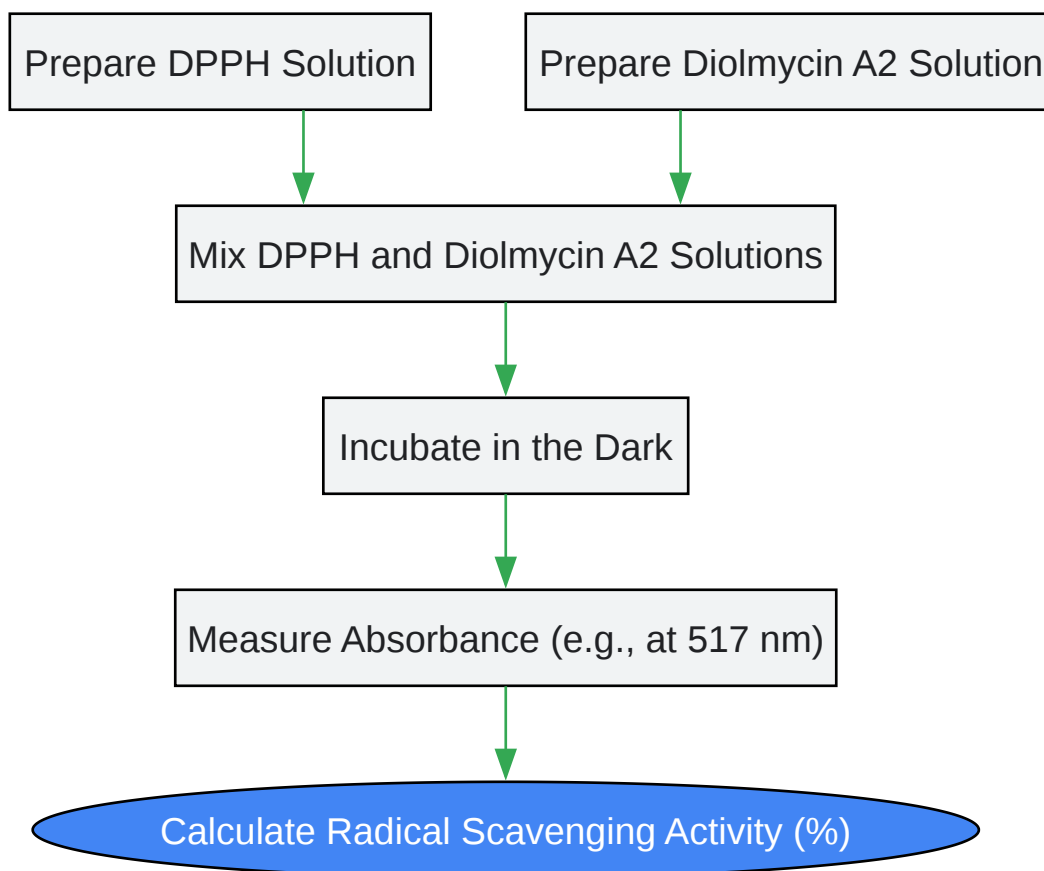 Prepare DPPH Solution
Prepare Diolmycin A2 Solution
Mix DPPH and Diolmycin A2 Solutions
Incubate in the Dark
Measure Absorbance (e.g., at 517 nm)
Calculate Radical Scavenging Activity (%)